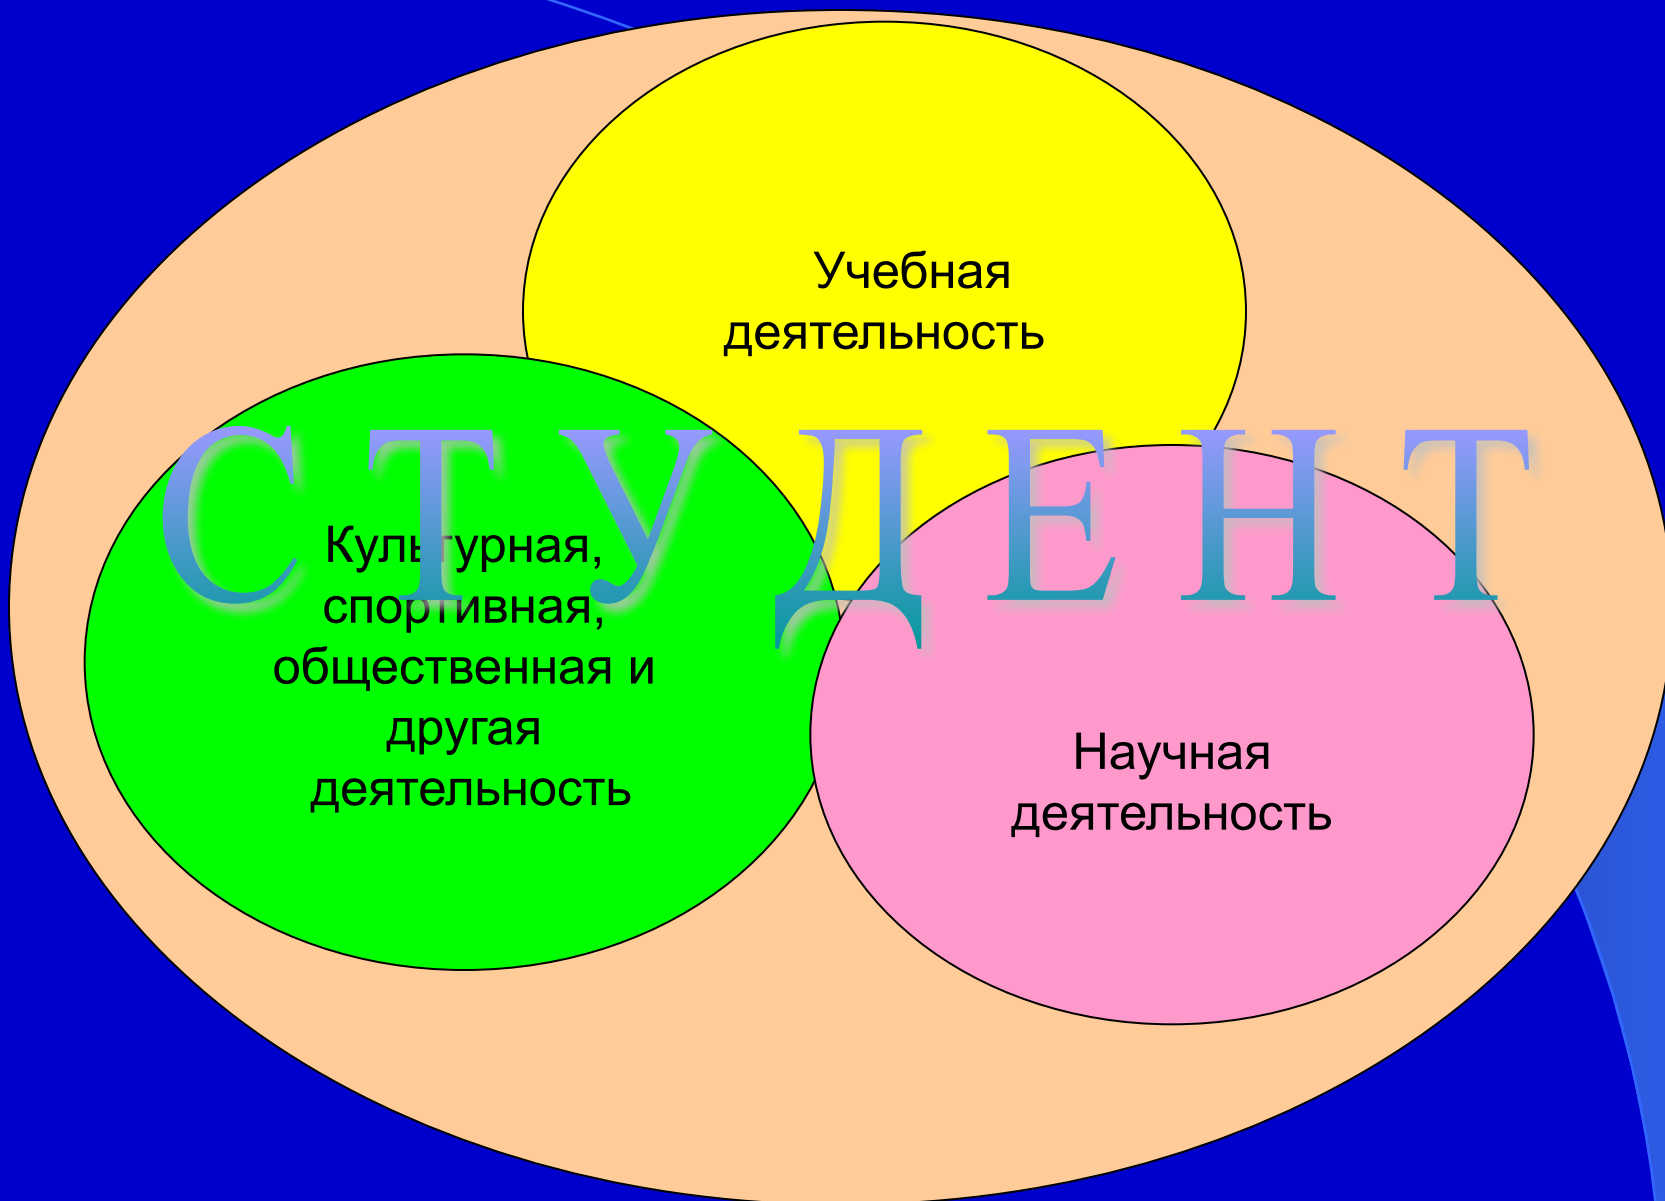 Учебная
деятельность
С Т У Д Е Н Т
Культурная,
спортивная,
общественная и
другая
деятельность
Научная
деятельность